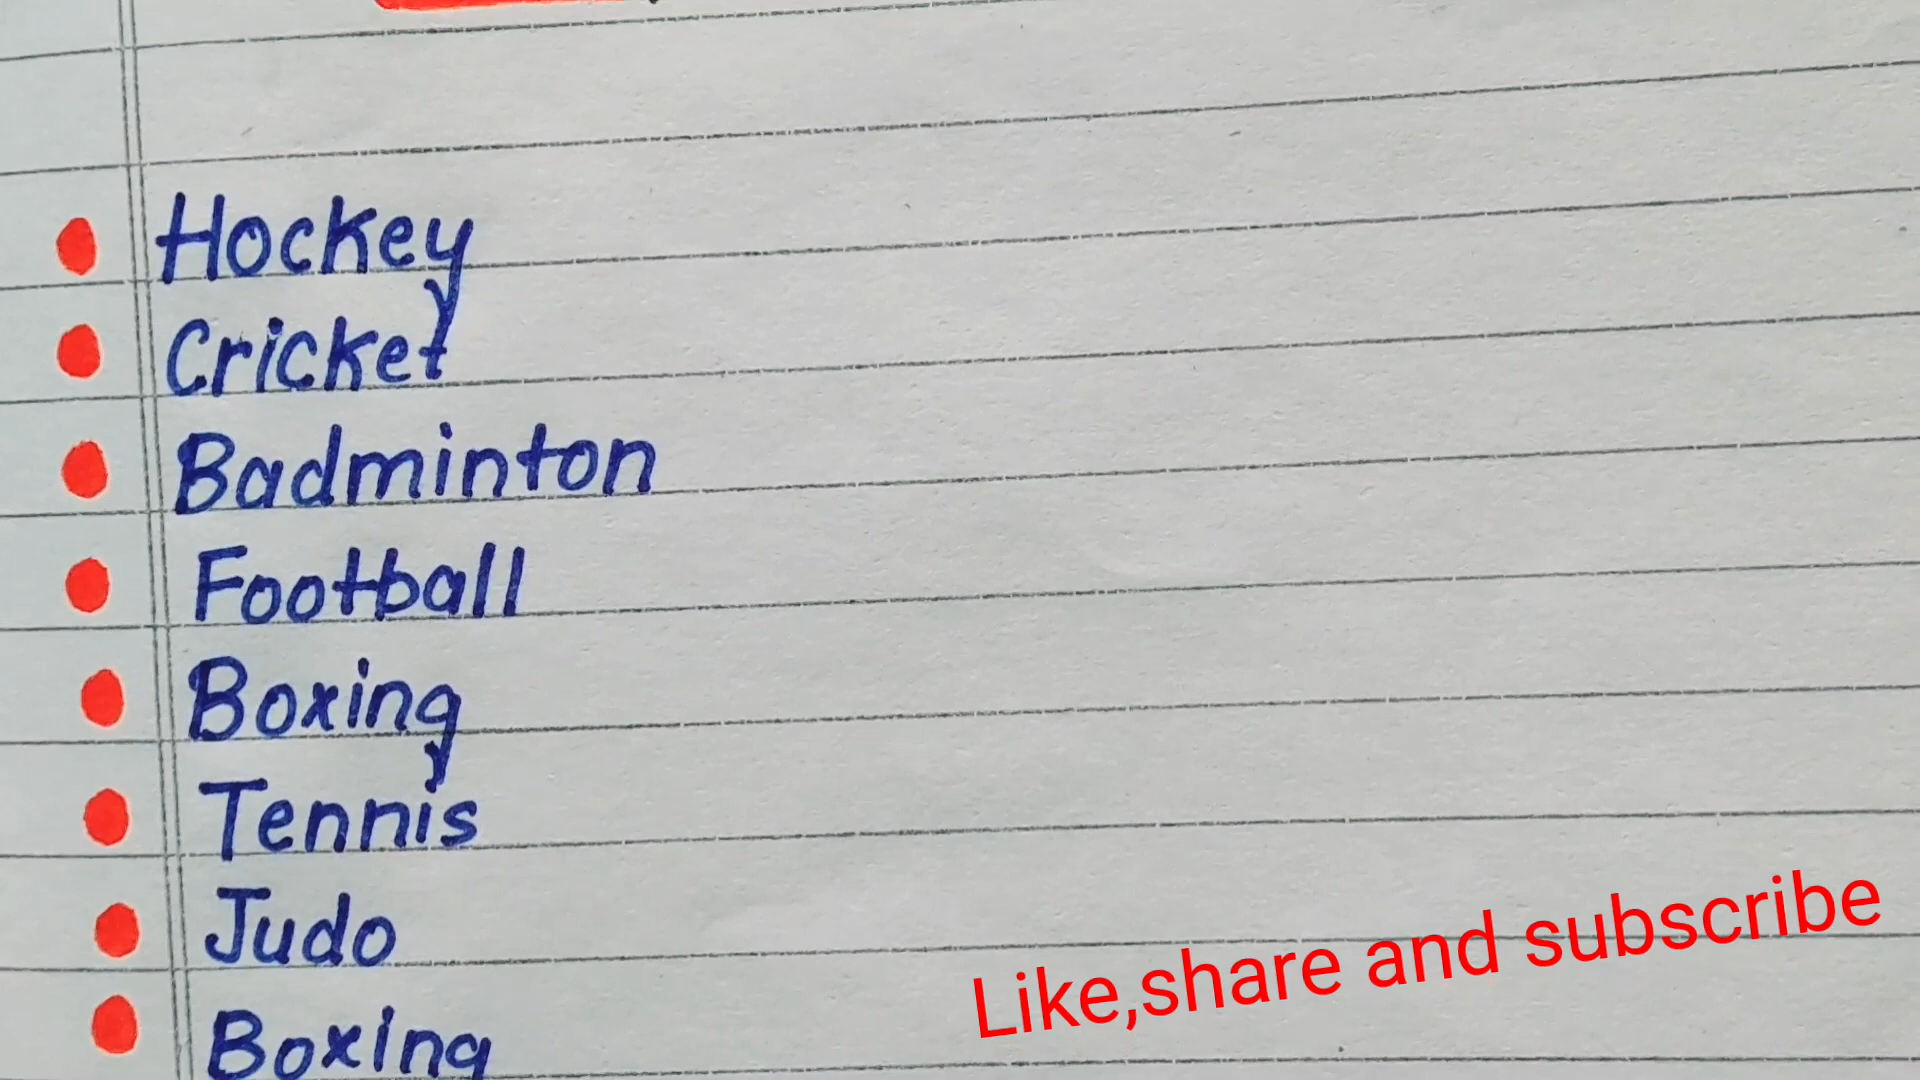 Hockey
Cricket
Badminton
Football
Boxing
Tennis
Judo
Boxing
Like,share and subscribe